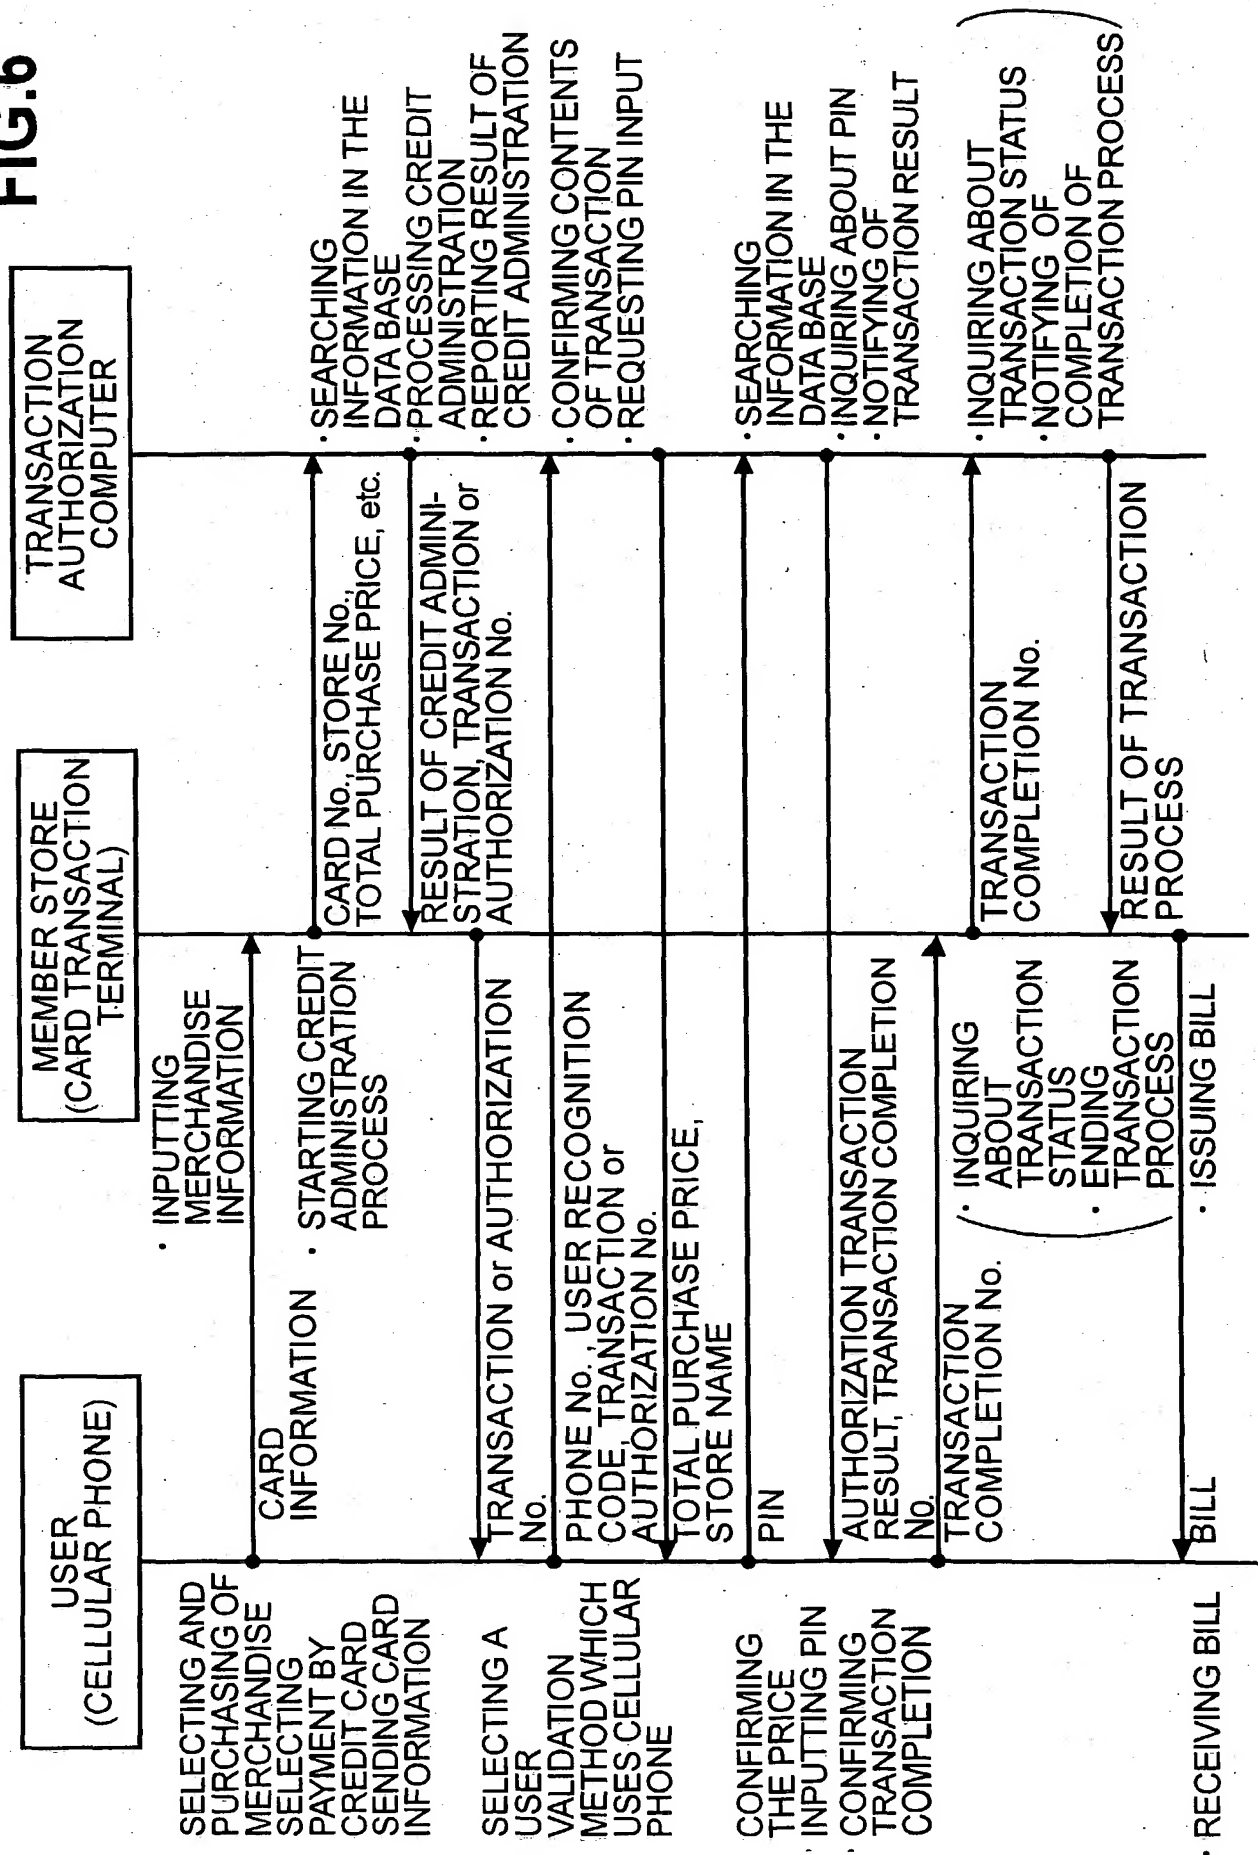 FIG.6
USER
(CELLULAR PHONE)
MEMBER STORE
(CARD TRANSACTION
TERMINAL)
TRANSACTION
AUTHORIZATION
COMPUTER
SELECTING AND
PURCHASING OF
MERCHANDISE
SELECTING
PAYMENT BY
CREDIT CARD
SENDING CARD
INFORMATION
CARD
INFORMATION
· INPUTTING
MERCHANDISE
INFORMATION
· STARTING CREDIT
ADMINISTRATION
PROCESS
CARD No., STORE No.,
TOTAL PURCHASE PRICE, etc.
· SEARCHING
INFORMATION IN THE
DATA BASE
· PROCESSING CREDIT
ADMINISTRATION
· REPORTING RESULT OF
CREDIT ADMINISTRATION
RESULT OF CREDIT ADMINI-
STRATION, TRANSACTION or
AUTHORIZATION No.
TRANSACTION or AUTHORIZATION
No.
SELECTING A
USER
VALIDATION
METHOD WHICH
USES CELLULAR
PHONE
PHONE No., USER RECOGNITION
CODE, TRANSACTION or
AUTHORIZATION No.
· CONFIRMING CONTENTS
OF TRANSACTION
· REQUESTING PIN INPUT
TOTAL PURCHASE PRICE,
STORE NAME
CONFIRMING
THE PRICE
· INPUTTING PIN
· CONFIRMING
TRANSACTION
COMPLETION
PIN
· SEARCHING
INFORMATION IN THE
DATA BASE
· INQUIRING ABOUT PIN
· NOTIFYING OF
TRANSACTION RESULT
AUTHORIZATION TRANSACTION
RESULT, TRANSACTION COMPLETION
No.
TRANSACTION
COMPLETION No.
· INQUIRING
ABOUT
TRANSACTION
STATUS
· ENDING
TRANSACTION
PROCESS
TRANSACTION
COMPLETION No.
· INQUIRING ABOUT
TRANSACTION STATUS
· NOTIFYING OF
COMPLETION OF
TRANSACTION PROCESS
RESULT OF TRANSACTION
PROCESS
· ISSUING BILL
BILL
· RECEIVING BILL